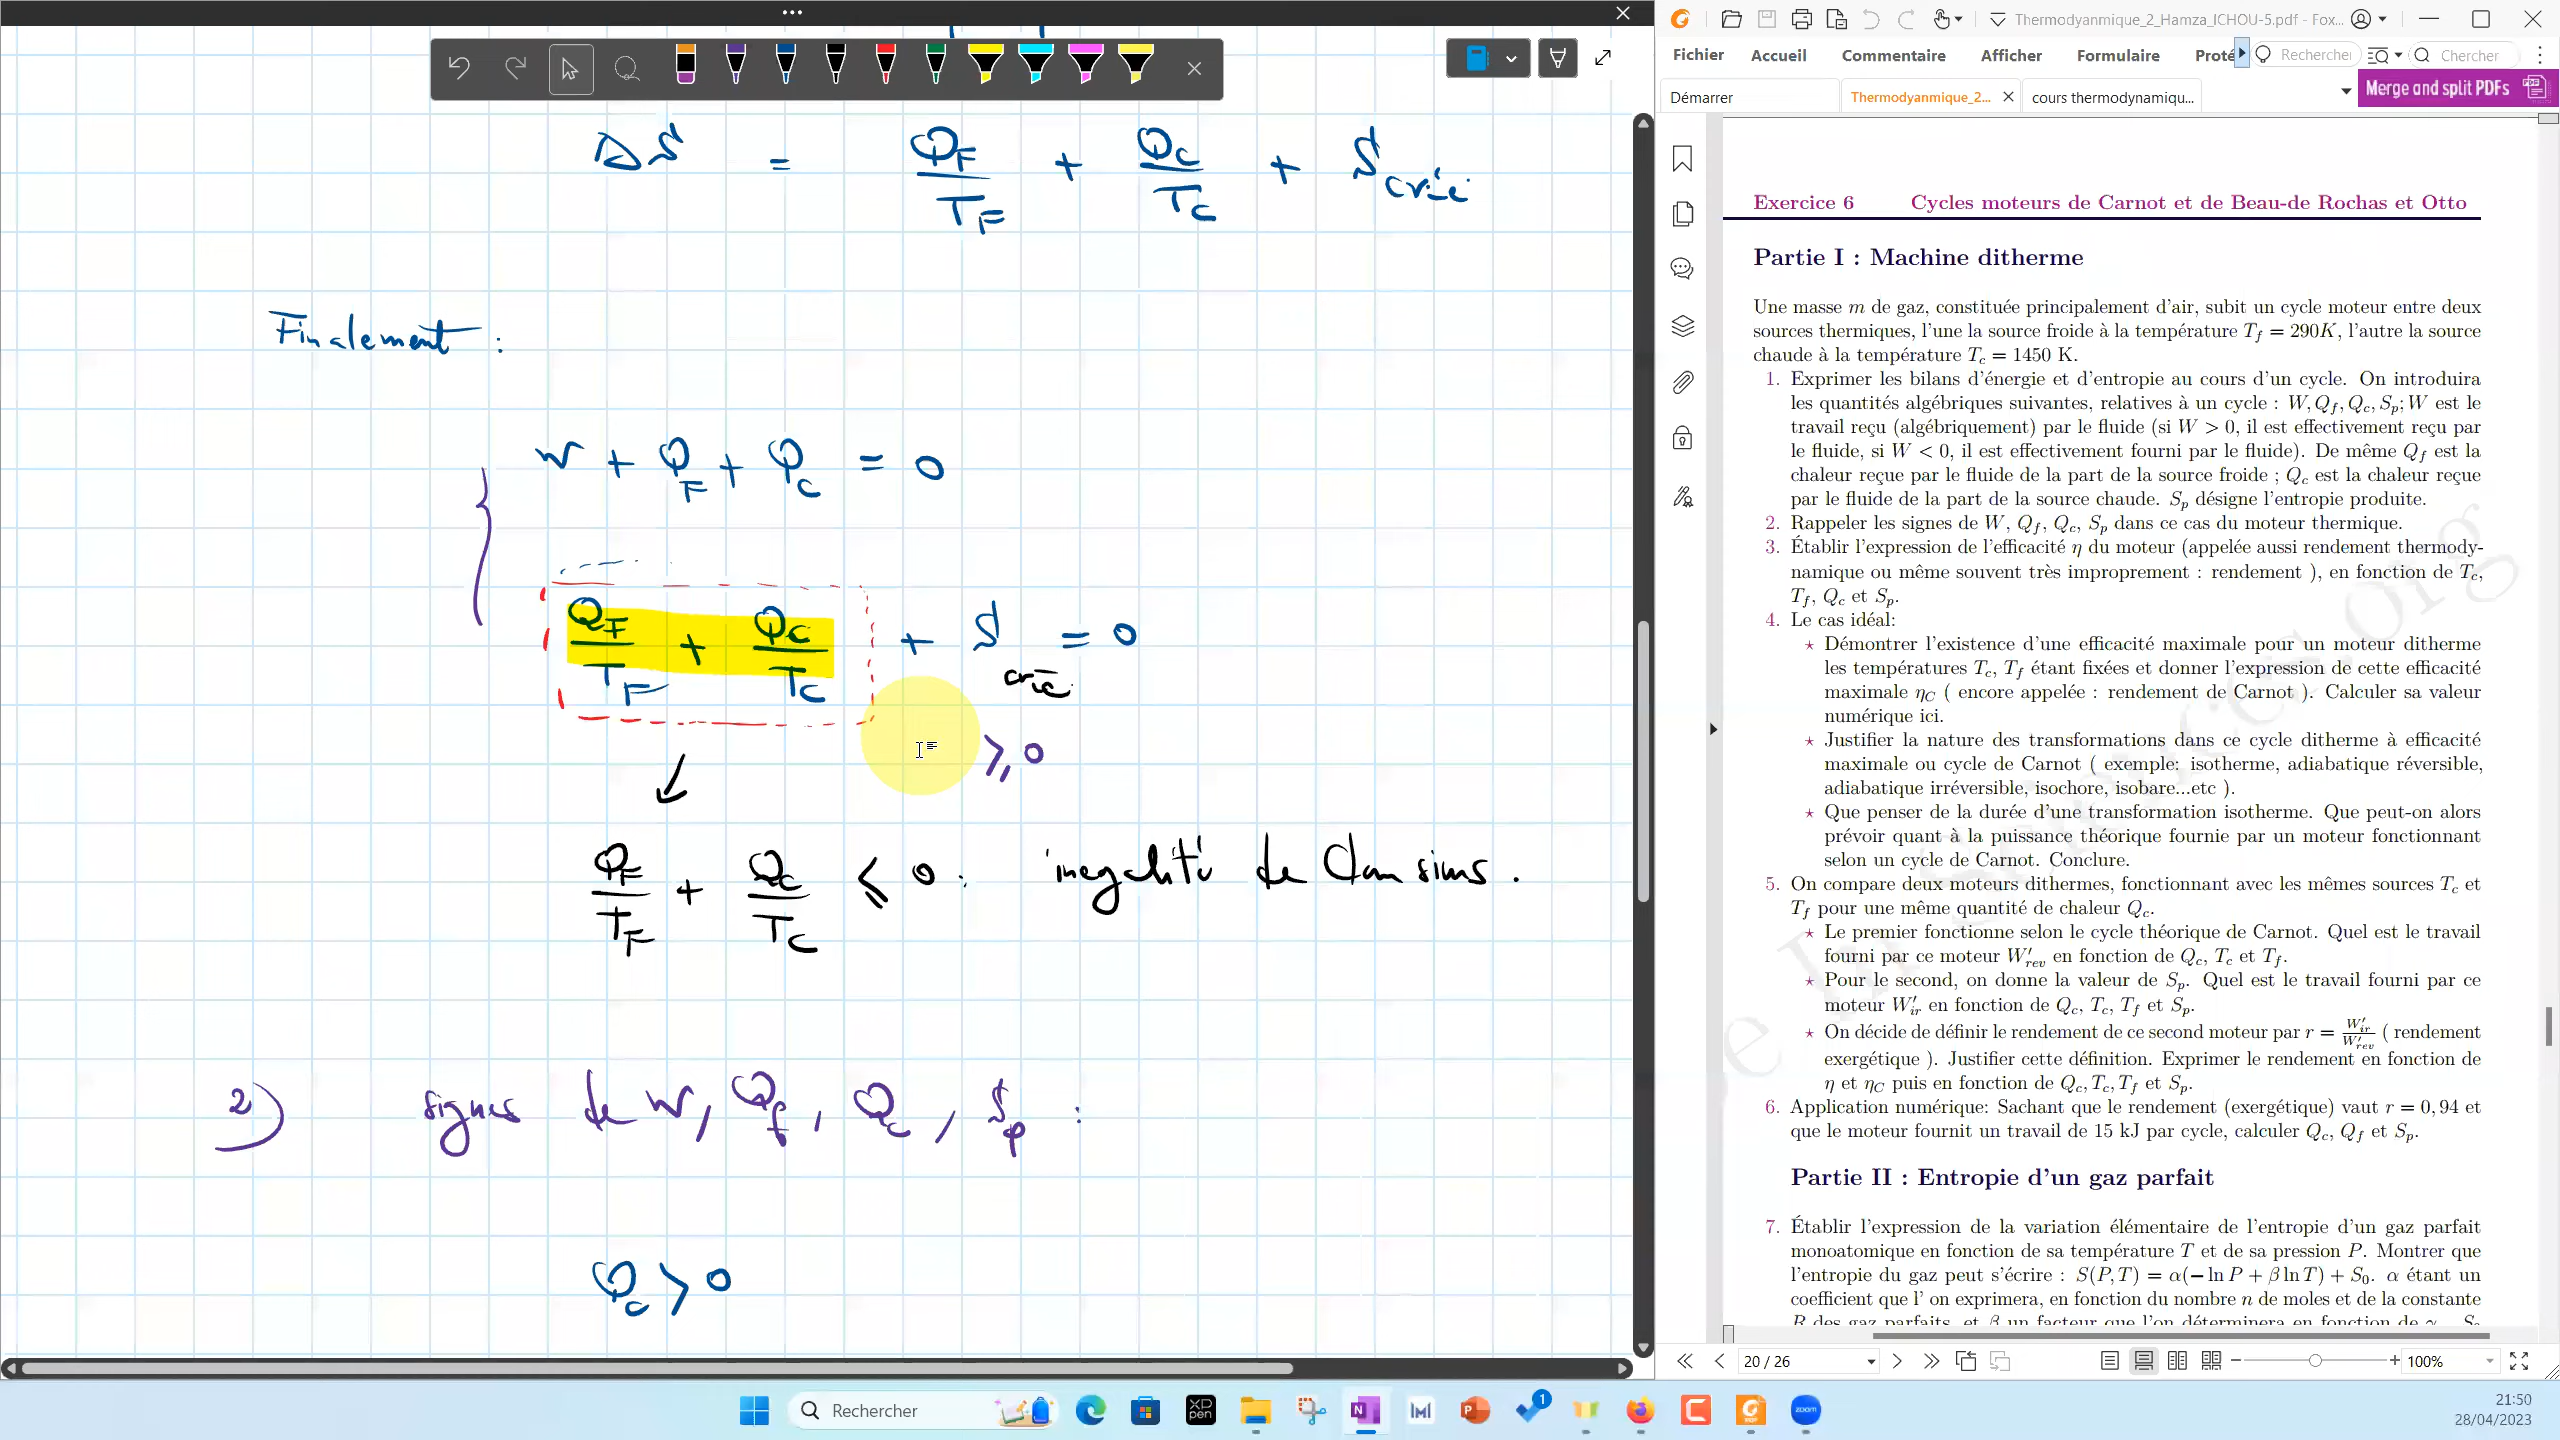 ΔS = Q_F/T_F + Q_C/T_C + S créé
Finalement :
W + Q_F + Q_C = 0
Q_F/T_F + Q_C/T_C + S créé = 0
⩾ 0
Q_F/T_F + Q_C/T_C ⩽ 0 : inégalité de Clausius .
2) signes de W, Q_f, Q_c, S_p :
Q_c > 0
Thermodyanmique_2_Hamza_ICHOU-5.pdf - Fox...
Fichier Accueil Commentaire Afficher Formulaire Proté Rechercher Chercher
Démarrer Thermodyanmique_2... cours thermodynamiqu... Merge and split PDFs
Exercice 6 Cycles moteurs de Carnot et de Beau-de Rochas et Otto
Partie I : Machine ditherme
Une masse m de gaz, constituée principalement d'air, subit un cycle moteur entre deux
sources thermiques, l'une la source froide à la température T_f = 290K, l'autre la source
chaude à la température T_c = 1450 K.
1. Exprimer les bilans d'énergie et d'entropie au cours d'un cycle. On introduira
les quantités algébriques suivantes, relatives à un cycle : W, Q_f, Q_c, S_p; W est le
travail reçu (algébriquement) par le fluide (si W > 0, il est effectivement reçu par
le fluide, si W < 0, il est effectivement fourni par le fluide). De même Q_f est la
chaleur reçue par le fluide de la part de la source froide ; Q_c est la chaleur reçue
par le fluide de la part de la source chaude. S_p désigne l'entropie produite.
2. Rappeler les signes de W, Q_f, Q_c, S_p dans ce cas du moteur thermique.
3. Établir l'expression de l'efficacité η du moteur (appelée aussi rendement thermody-
namique ou même souvent très improprement : rendement ), en fonction de T_c,
T_f, Q_c et S_p.
4. Le cas idéal:
⋆ Démontrer l'existence d'une efficacité maximale pour un moteur ditherme
les températures T_c, T_f étant fixées et donner l'expression de cette efficacité
maximale η_C ( encore appelée : rendement de Carnot ). Calculer sa valeur
numérique ici.
⋆ Justifier la nature des transformations dans ce cycle ditherme à efficacité
maximale ou cycle de Carnot ( exemple: isotherme, adiabatique réversible,
adiabatique irréversible, isochore, isobare...etc ).
⋆ Que penser de la durée d'une transformation isotherme. Que peut-on alors
prévoir quant à la puissance théorique fournie par un moteur fonctionnant
selon un cycle de Carnot. Conclure.
5. On compare deux moteurs dithermes, fonctionnant avec les mêmes sources T_c et
T_f pour une même quantité de chaleur Q_c.
⋆ Le premier fonctionne selon le cycle théorique de Carnot. Quel est le travail
fourni par ce moteur W'_rev en fonction de Q_c, T_c et T_f.
⋆ Pour le second, on donne la valeur de S_p. Quel est le travail fourni par ce
moteur W'_ir en fonction de Q_c, T_c, T_f et S_p.
⋆ On décide de définir le rendement de ce second moteur par r = W'_ir/W'_rev ( rendement
exergétique ). Justifier cette définition. Exprimer le rendement en fonction de
η et η_C puis en fonction de Q_c, T_c, T_f et S_p.
6. Application numérique: Sachant que le rendement (exergétique) vaut r = 0, 94 et
que le moteur fournit un travail de 15 kJ par cycle, calculer Q_c, Q_f et S_p.
Partie II : Entropie d'un gaz parfait
7. Établir l'expression de la variation élémentaire de l'entropie d'un gaz parfait
monoatomique en fonction de sa température T et de sa pression P. Montrer que
l'entropie du gaz peut s'écrire : S(P, T) = α(− ln P + β ln T) + S_0. α étant un
coefficient que l' on exprimera, en fonction du nombre n de moles et de la constante
R des gaz parfaits, et β un facteur que l'on déterminera en fonction de γ
20 / 26
100%
Rechercher
XD pen
1
zoom
21:50
28/04/2023